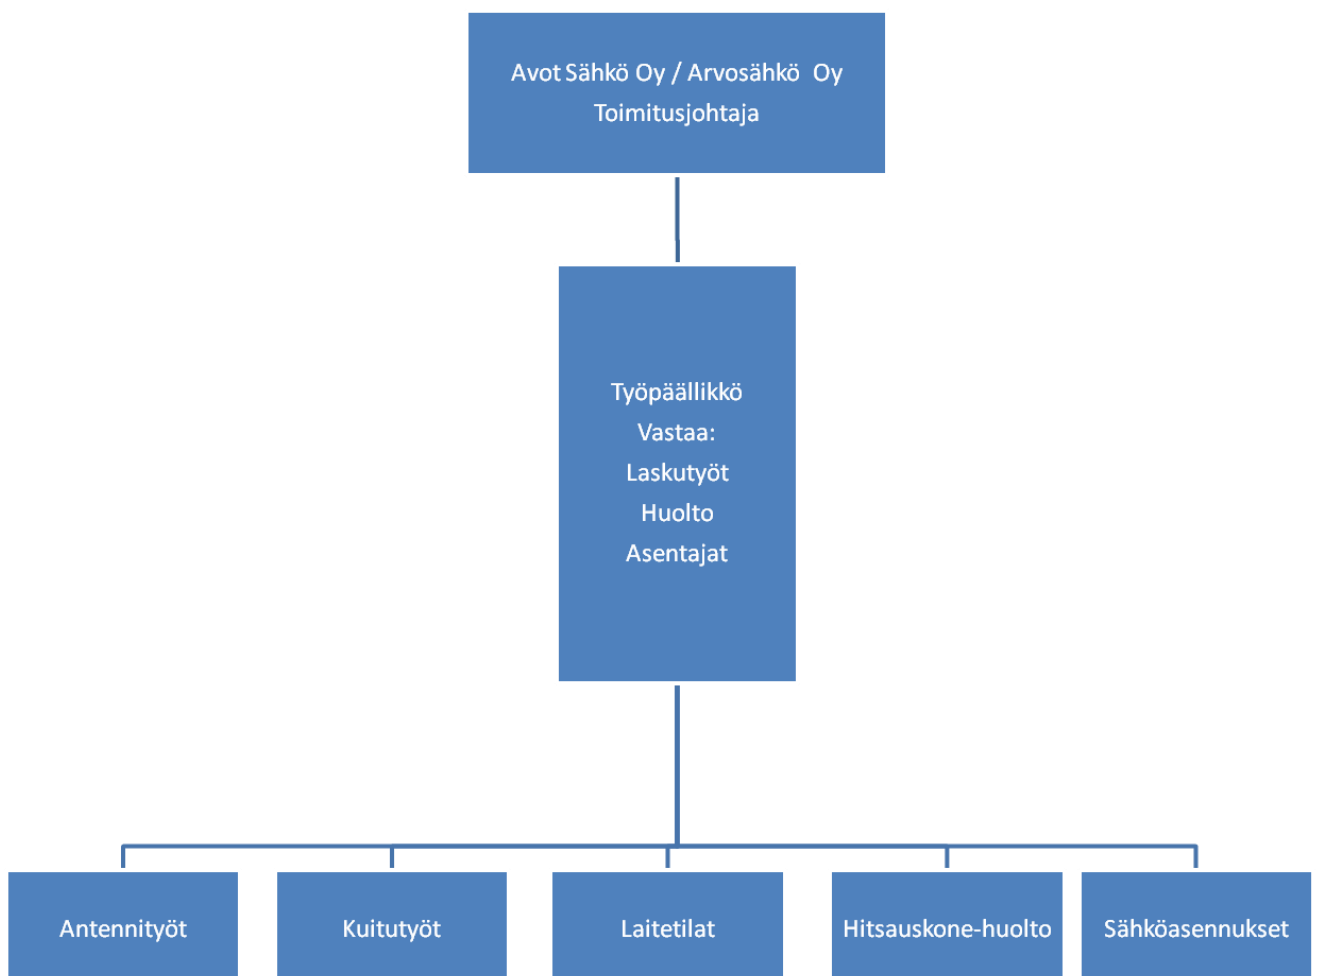 Avot Sähkö Oy / Arvosähkö Oy
Toimitusjohtaja
Työpäällikkö
Vastaa:
Laskutyöt
Huolto
Asentajat
Antennityöt
Kuitutyöt
Laitetilat
Hitsauskone-huolto
Sähköasennukset